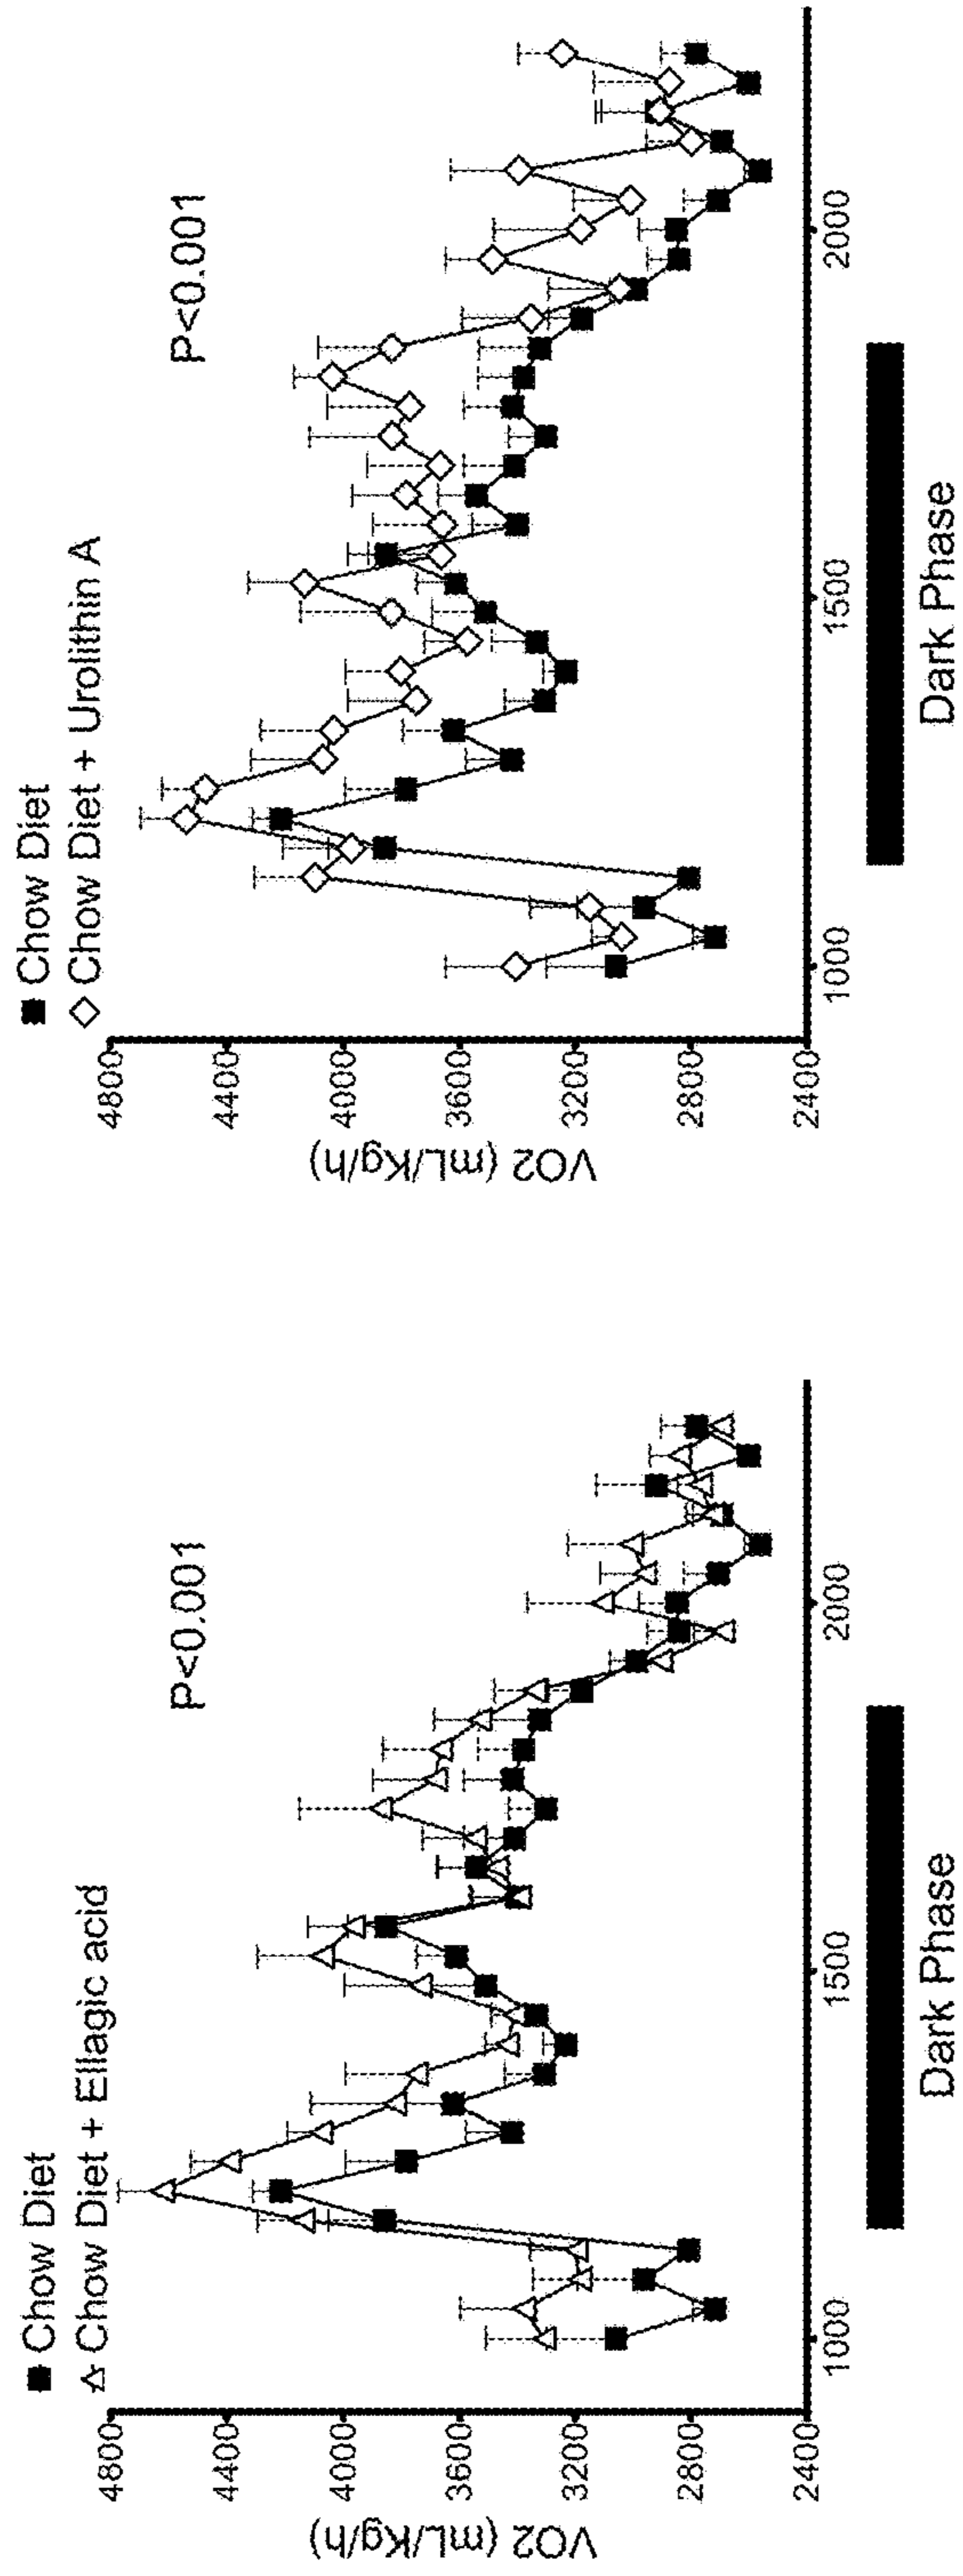 Chow Diet
Chow Diet + Ellagic acid
P<0.001
VO2 (mL/Kg/h)
4800
4400
4000
3600
3200
2800
2400
1000
1500
2000
Dark Phase
Chow Diet
Chow Diet + Urolithin A
P<0.001
VO2 (mL/Kg/h)
4800
4400
4000
3600
3200
2800
2400
1000
1500
2000
Dark Phase